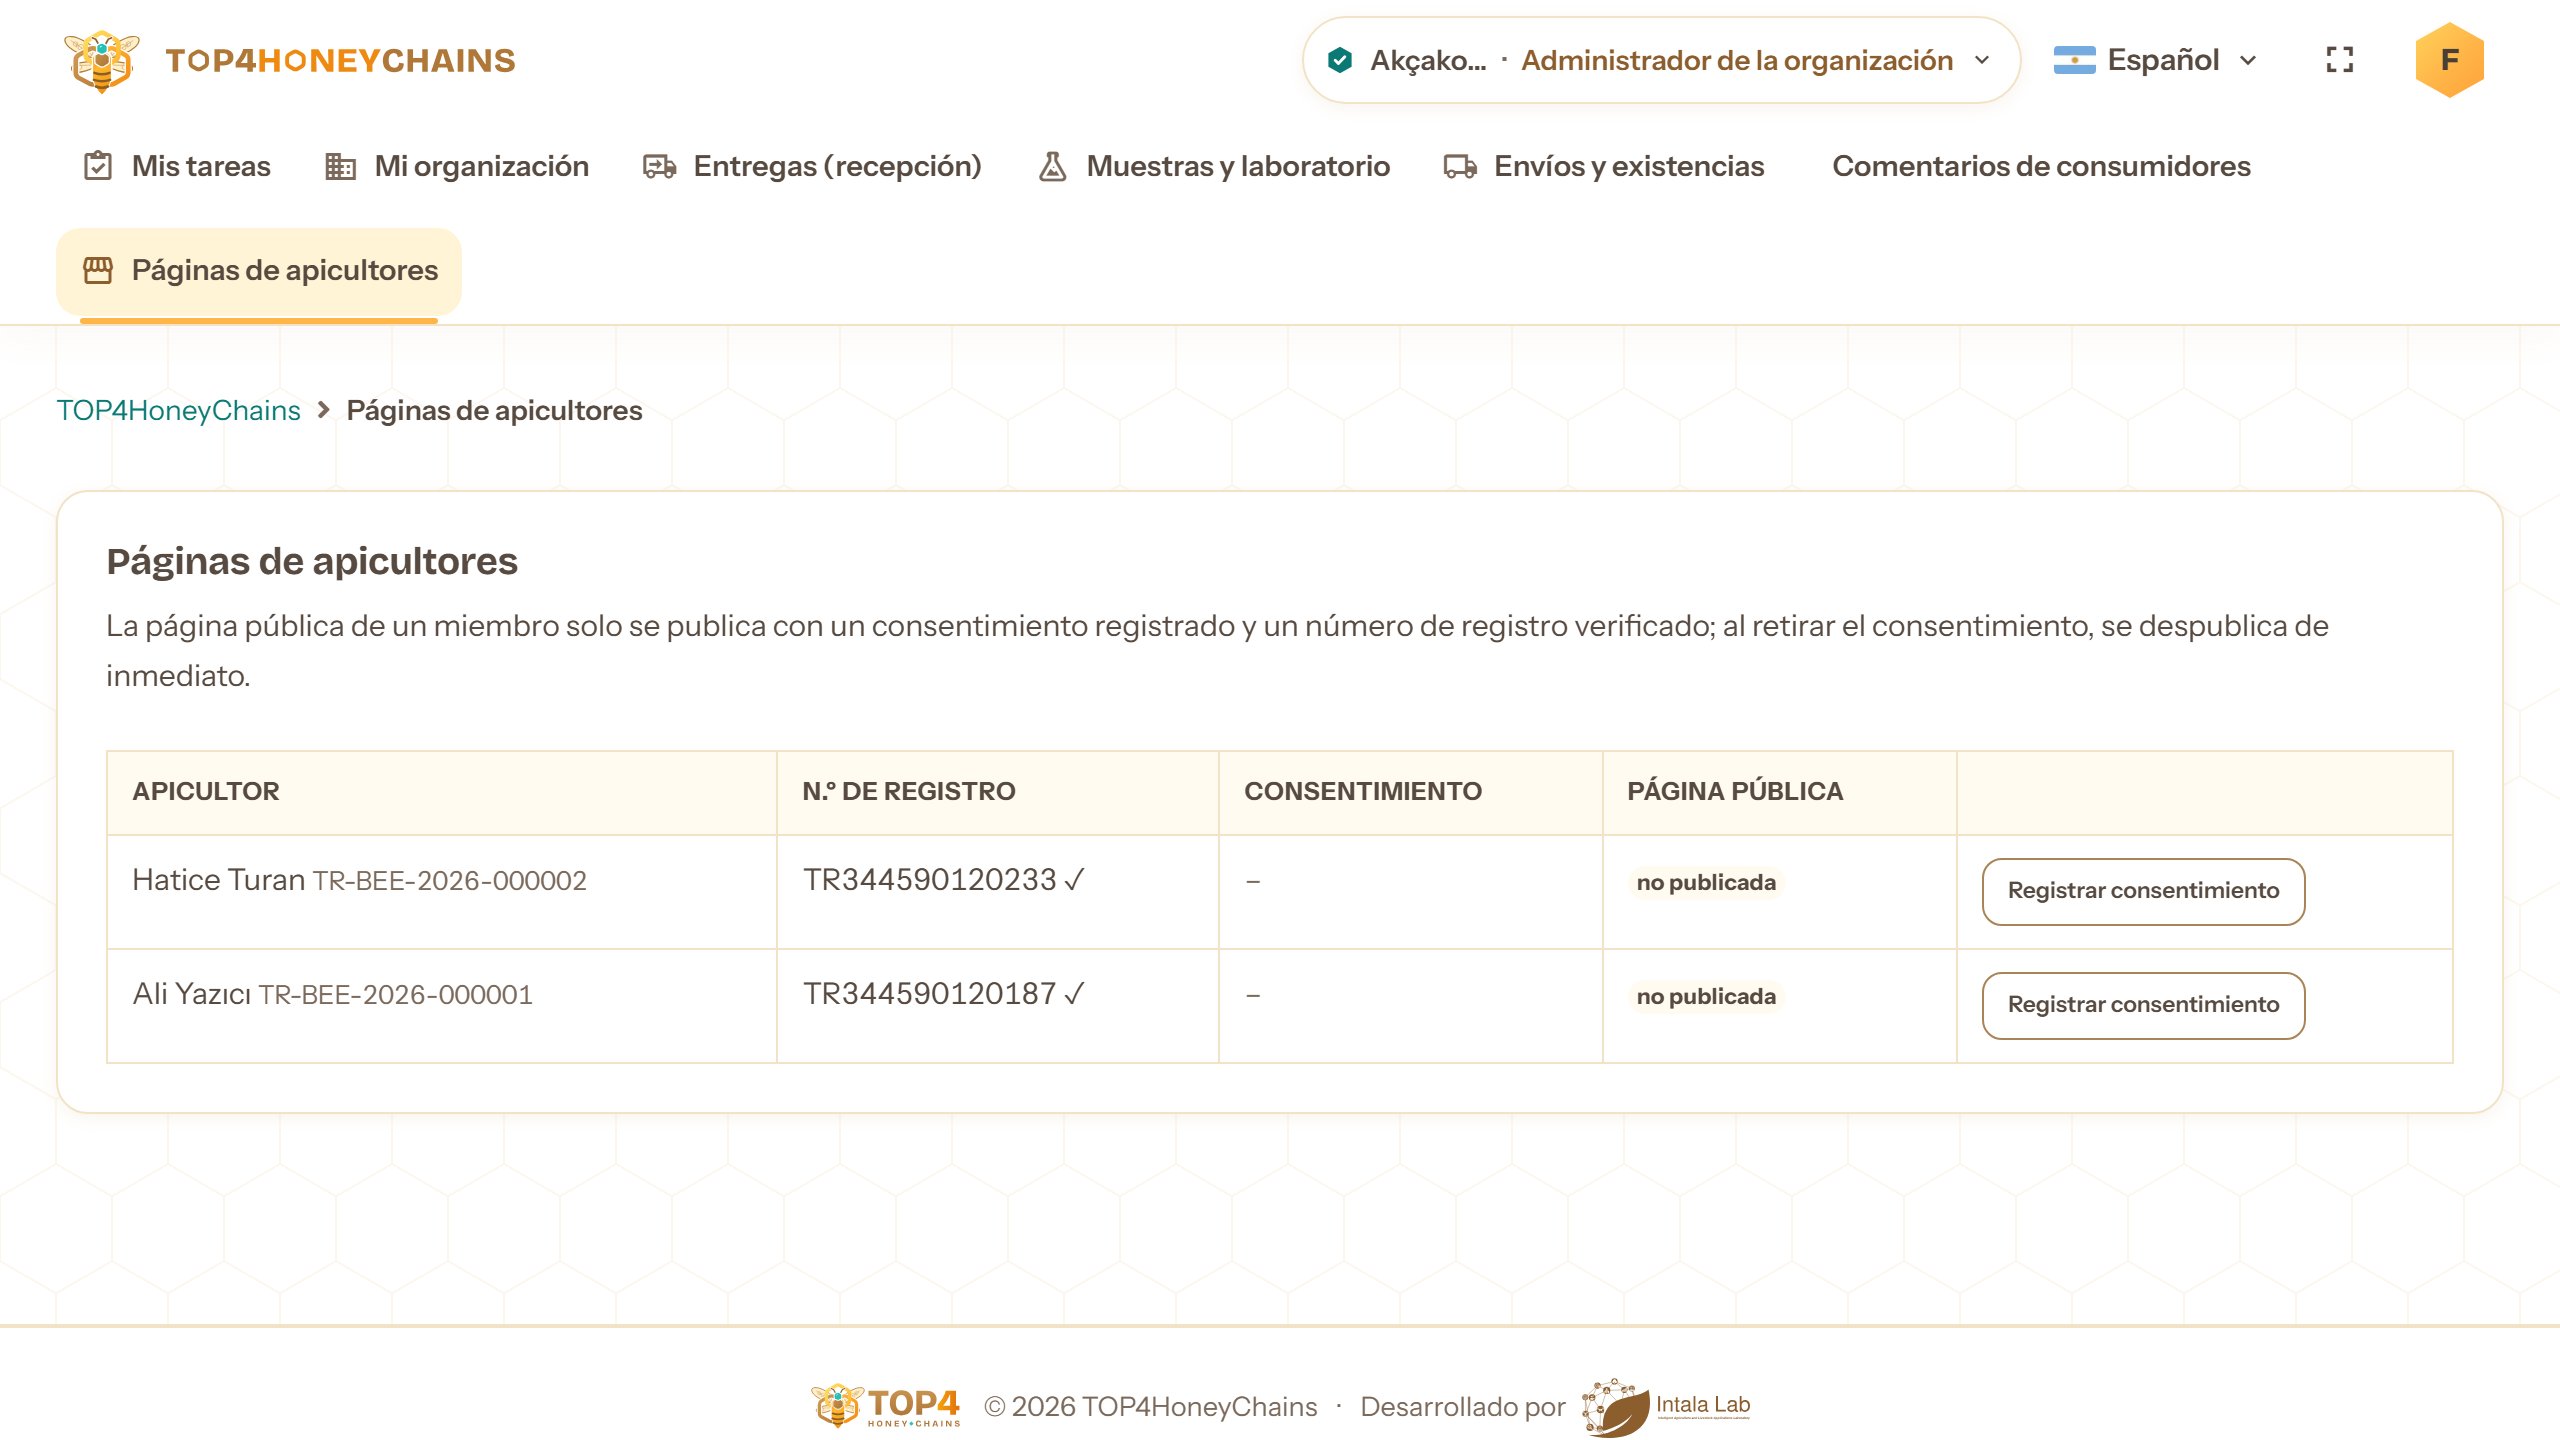 TOP4HONEYCHAINS
Akçako... · Administrador de la organización
Español
F
Mis tareas
Mi organización
Entregas (recepción)
Muestras y laboratorio
Envíos y existencias
Comentarios de consumidores
Páginas de apicultores
TOP4HoneyChains > Páginas de apicultores
Páginas de apicultores
La página pública de un miembro solo se publica con un consentimiento registrado y un número de registro verificado; al retirar el consentimiento, se despublica de
inmediato.
APICULTOR N.º DE REGISTRO CONSENTIMIENTO PÁGINA PÚBLICA
Hatice Turan TR-BEE-2026-000002 TR344590120233 ✓ – no publicada Registrar consentimiento
Ali Yazıcı TR-BEE-2026-000001 TR344590120187 ✓ – no publicada Registrar consentimiento
TOP4
HONEY•CHAINS
© 2026 TOP4HoneyChains · Desarrollado por
Intala Lab